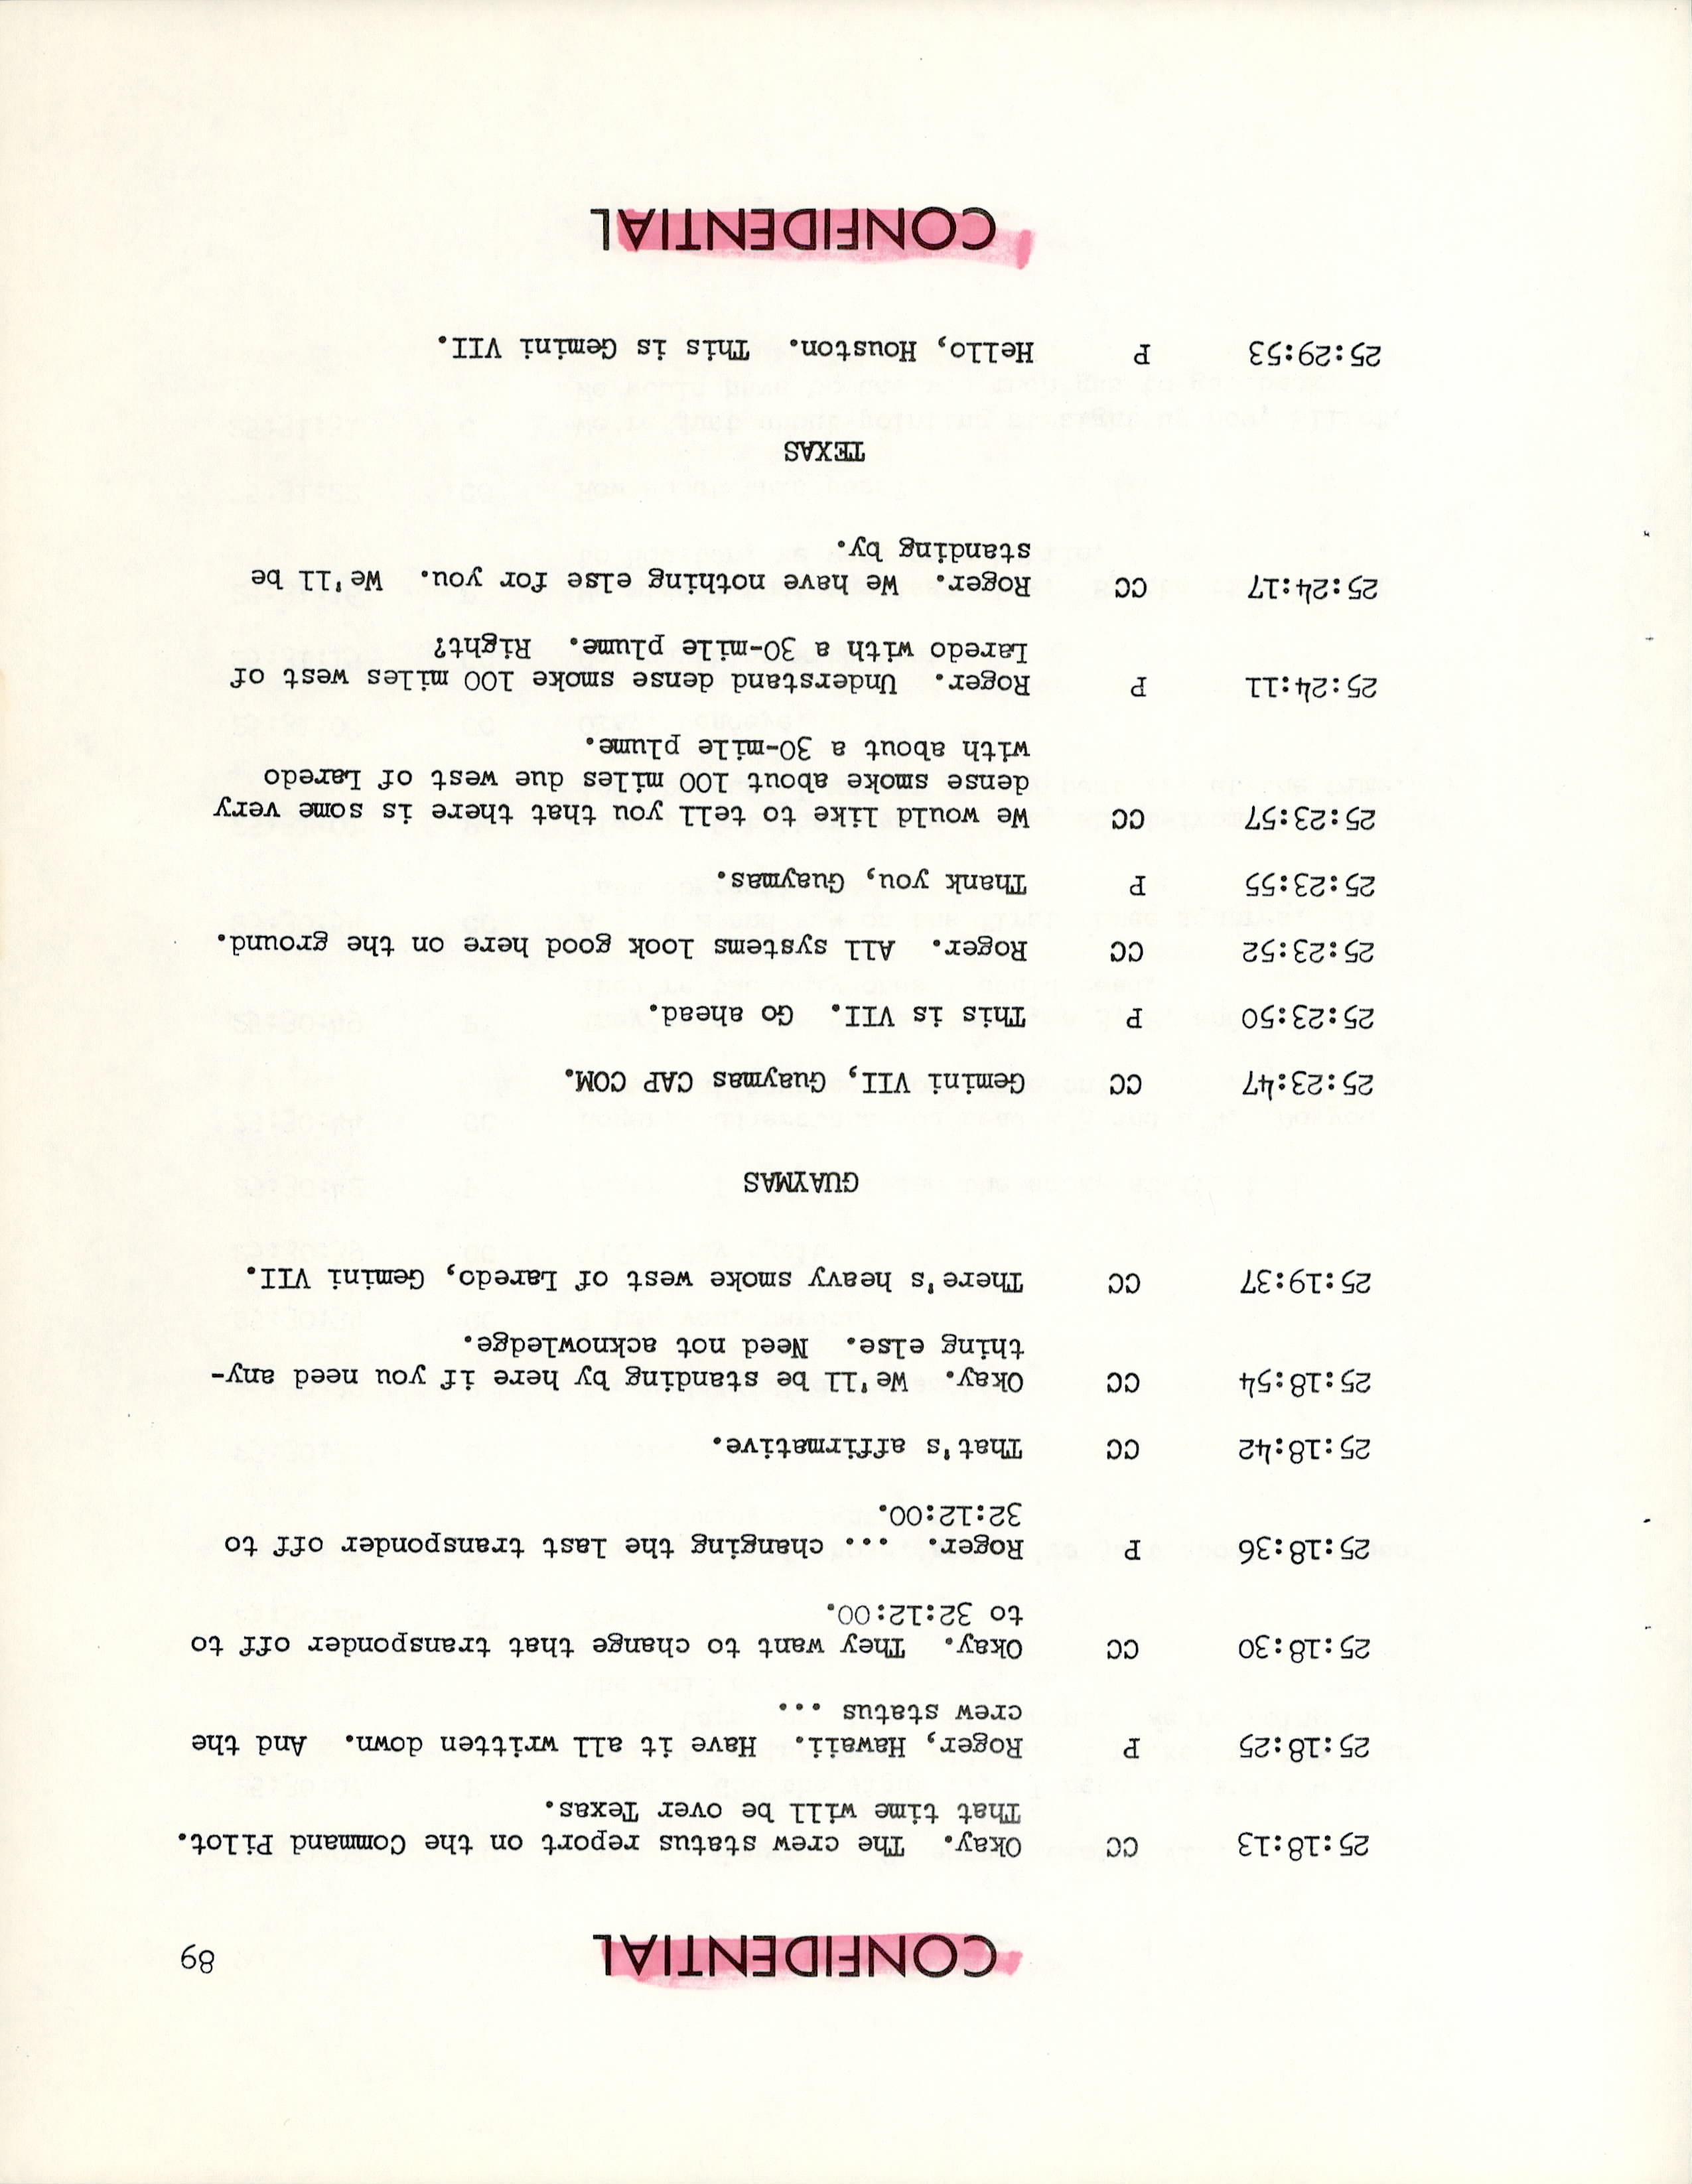 CONFIDENTIAL
89
25:18:13 CC Okay. The crew status report on the Command Pilot.
That time will be over Texas.
25:18:25 P Roger, Hawaii. Have it all written down. And the
crew status ...
25:18:30 CC Okay. They want to change that transponder off to
to 32:12:00.
25:18:36 P Roger. ... changing the last transponder off to
32:12:00.
25:18:42 CC That's affirmative.
25:18:54 CC Okay. We'll be standing by here if you need any-
thing else. Need not acknowledge.
25:19:37 CC There's heavy smoke west of Laredo, Gemini VII.
GUAYMAS
25:23:47 CC Gemini VII, Guaymas CAP COM.
25:23:50 P This is VII. Go ahead.
25:23:52 CC Roger. All systems look good here on the ground.
25:23:55 P Thank you, Guaymas.
25:23:57 CC We would like to tell you that there is some very
dense smoke about 100 miles due west of Laredo
with about a 30-mile plume.
25:24:11 P Roger. Understand dense smoke 100 miles west of
Laredo with a 30-mile plume. Right?
25:24:17 CC Roger. We have nothing else for you. We'll be
standing by.
TEXAS
25:29:53 P Hello, Houston. This is Gemini VII.
CONFIDENTIAL